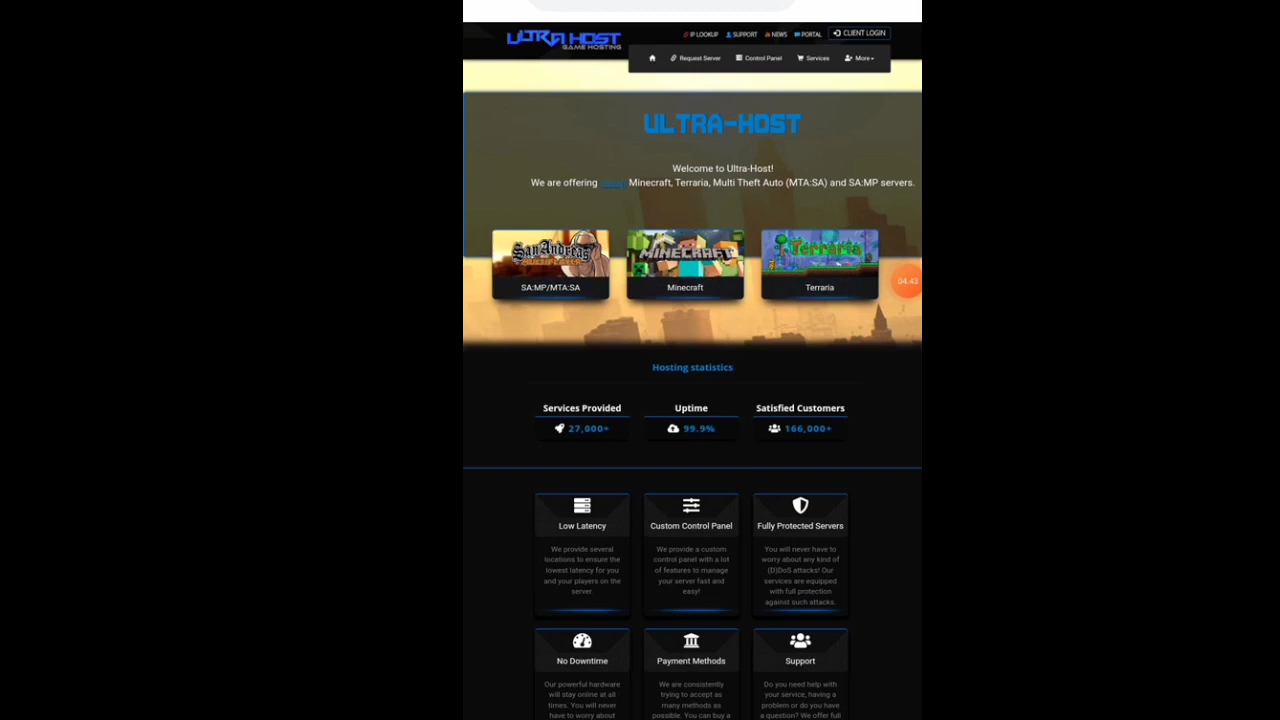 ULTRA HOST
GAME HOSTING
IP LOOKUP SUPPORT NEWS PORTAL CLIENT LOGIN
Request Server Control Panel Services More
ULTRA-HOST
Welcome to Ultra-Host!
We are offering Minecraft, Terraria, Multi Theft Auto (MTA:SA) and SA:MP servers.
San Andreas
MINECRAFT
Terraria
SA:MP/MTA:SA
Minecraft
Terraria
04:43
Hosting statistics
Services Provided
27,000+
Uptime
99.9%
Satisfied Customers
166,000+
Low Latency
We provide several
locations to ensure the
lowest latency for you
and your players on the
server.
Custom Control Panel
We provide a custom
control panel with a lot
of features to manage
your server fast and
easy!
Fully Protected Servers
You will never have to
worry about any kind of
(D)DoS attacks! Our
services are equipped
with full protection
against such attacks.
No Downtime
Our powerful hardware
will stay online at all
times. You will never
have to worry about
Payment Methods
We are consistently
trying to accept as
many methods as
possible. You can buy a
Support
Do you need help with
your service, having a
problem or do you have
a question? We offer full